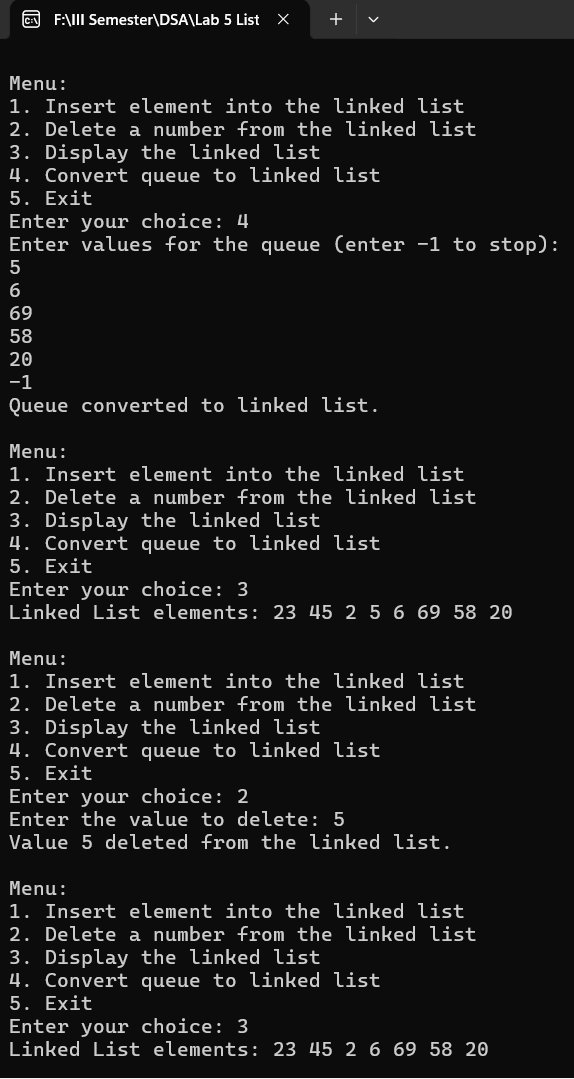 F:\III Semester\DSA\Lab 5 List
Menu:
1. Insert element into the linked list
2. Delete a number from the linked list
3. Display the linked list
4. Convert queue to linked list
5. Exit
Enter your choice: 4
Enter values for the queue (enter -1 to stop):
5
6
69
58
20
-1
Queue converted to linked list.
Menu:
1. Insert element into the linked list
2. Delete a number from the linked list
3. Display the linked list
4. Convert queue to linked list
5. Exit
Enter your choice: 3
Linked List elements: 23 45 2 5 6 69 58 20
Menu:
1. Insert element into the linked list
2. Delete a number from the linked list
3. Display the linked list
4. Convert queue to linked list
5. Exit
Enter your choice: 2
Enter the value to delete: 5
Value 5 deleted from the linked list.
Menu:
1. Insert element into the linked list
2. Delete a number from the linked list
3. Display the linked list
4. Convert queue to linked list
5. Exit
Enter your choice: 3
Linked List elements: 23 45 2 6 69 58 20